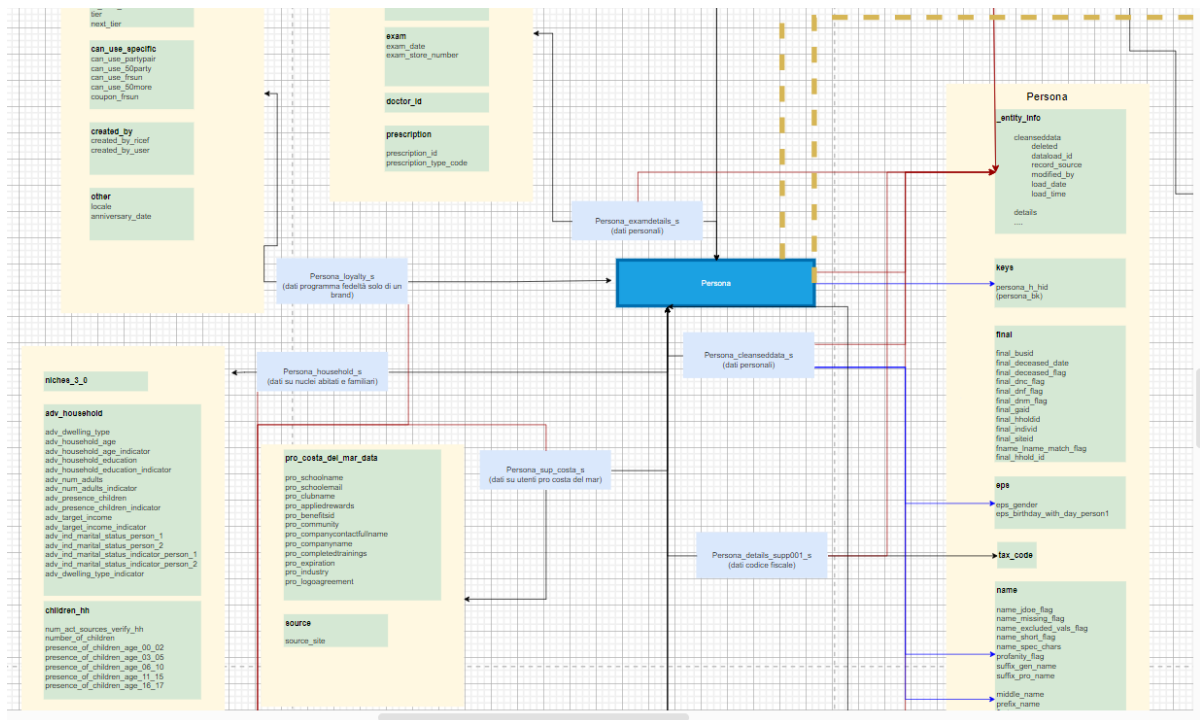 tier
next_tier
can_use_specific
can_use_partypair
can_use_50party
can_use_frsun
can_use_50more
coupon_frsun
created_by
created_by_ricef
created_by_user
other
locale
anniversary_date
exam
exam_date
exam_store_number
doctor_id
prescription
prescription_id
prescription_type_code
Persona_examdetails_s
(dati personali)
Persona_loyalty_s
(dati programma fedeltà solo di un
brand)
Persona
Persona_cleanseddata_s
(dati personali)
Persona_household_s
(dati su nuclei abitati e familiari)
Persona_sup_costa_s
(dati su utenti pro costa del mar)
Persona_details_supp001_s
(dati codice fiscale)
niches_3_0
adv_household
adv_dwelling_type
adv_household_age
adv_household_age_indicator
adv_household_education
adv_household_education_indicator
adv_num_adults
adv_num_adults_indicator
adv_presence_children
adv_presence_children_indicator
adv_target_income
adv_target_income_indicator
adv_ind_marital_status_person_1
adv_ind_marital_status_person_2
adv_ind_marital_status_indicator_person_1
adv_ind_marital_status_indicator_person_2
adv_dwelling_type_indicator
children_hh
num_act_sources_verify_hh
number_of_children
presence_of_children_age_00_02
presence_of_children_age_03_05
presence_of_children_age_06_10
presence_of_children_age_11_15
presence_of_children_age_16_17
pro_costa_del_mar_data
pro_schoolname
pro_schoolemail
pro_clubname
pro_appliedrewards
pro_benefitsid
pro_community
pro_companycontactfullname
pro_companyname
pro_completedtrainings
pro_expiration
pro_industry
pro_logoagreement
source
source_site
Persona
_entity_info
cleanseddata
deleted
dataload_id
record_source
modified_by
load_date
load_time
details
....
keys
persona_h_hid
(persona_bk)
final
final_busid
final_deceased_date
final_deceased_flag
final_dnc_flag
final_dnf_flag
final_dnm_flag
final_gaid
final_hholdid
final_individ
final_siteid
fname_lname_match_flag
final_hhold_id
eps
eps_gender
eps_birthday_with_day_person1
tax_code
name
name_jdoe_flag
name_missing_flag
name_excluded_vals_flag
name_short_flag
name_spec_chars
profanity_flag
suffix_gen_name
suffix_pro_name
middle_name
prefix_name